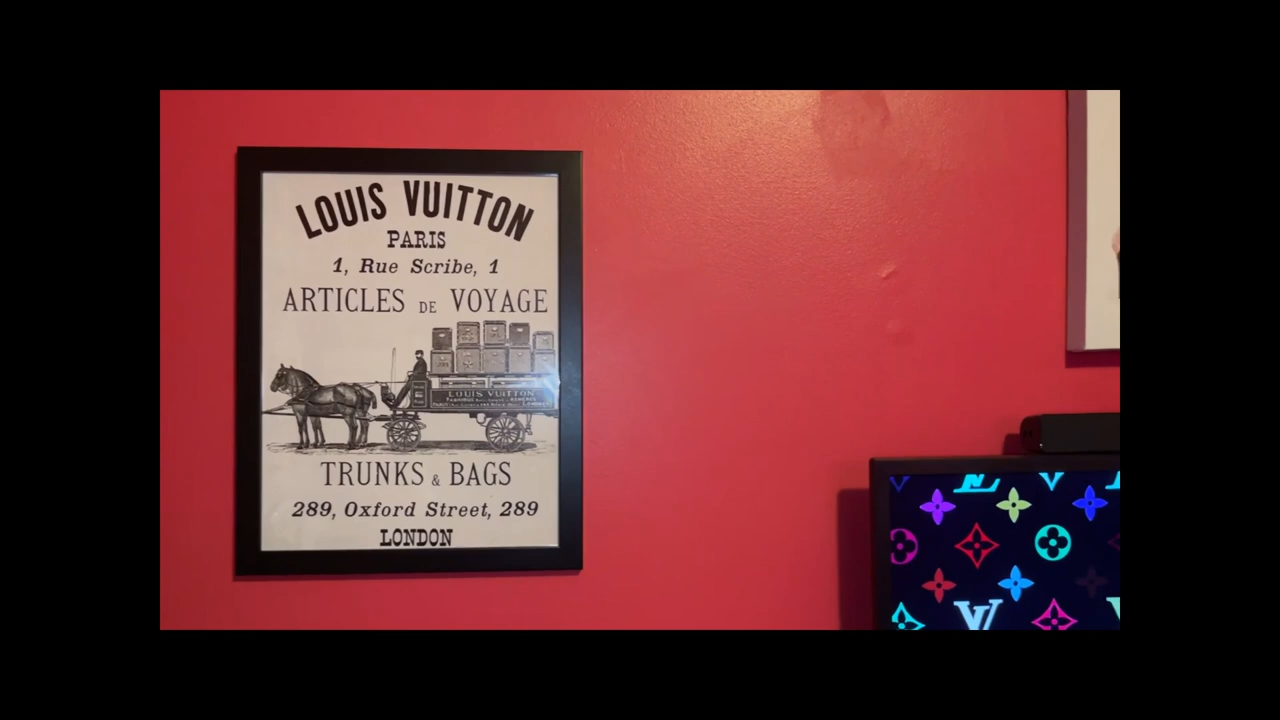 LOUIS VUITTON
PARIS
1, Rue Scribe, 1
ARTICLES DE VOYAGE
LOUIS VUITTON
TRUNKS & BAGS
289, Oxford Street, 289
LONDON